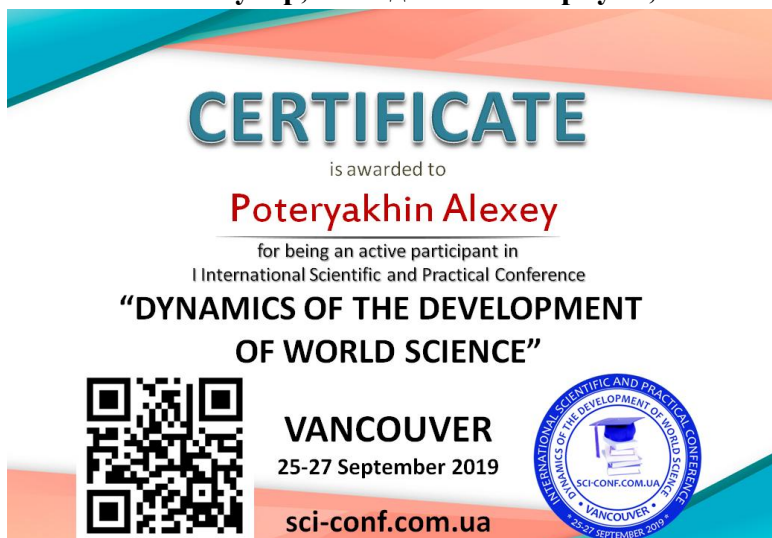 CERTIFICATE
is awarded to
Poteryakhin Alexey
for being an active participant in
I International Scientific and Practical Conference
“DYNAMICS OF THE DEVELOPMENT
OF WORLD SCIENCE”
VANCOUVER
25-27 September 2019
sci-conf.com.ua
INTERNATIONAL SCIENTIFIC AND PRACTICAL CONFERENCE
DYNAMICS OF THE DEVELOPMENT OF WORLD SCIENCE
SCI-CONF.COM.UA
• VANCOUVER •
* 25-27 SEPTEMBER 2019 *